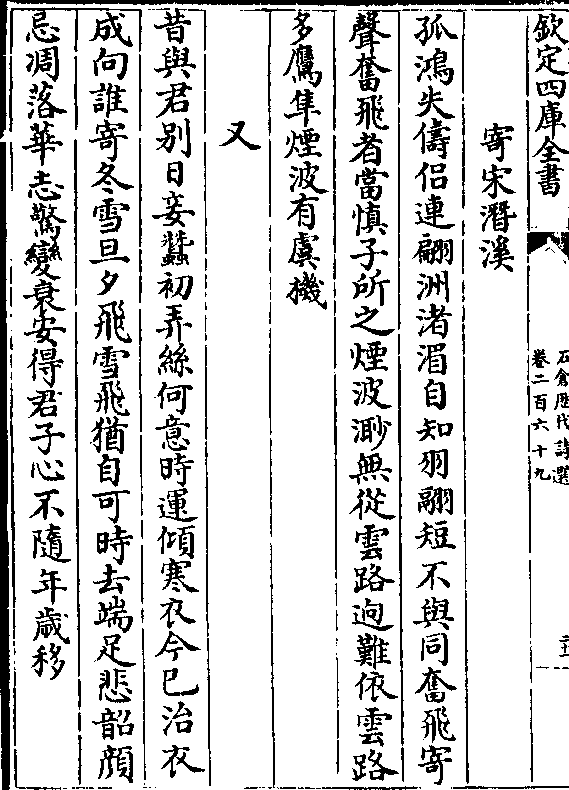 欽定四庫全書
石倉歷代詩選
卷二百六十九
寄宋潛溪
孤鴻失儔侶連翩洲渚湄自知羽翮短不與同奮飛寄
聲奮飛者當慎子所之煙波渺無從雲路逈難依雲路
多鷹隼煙波有虞機
又
昔與君别日妾蠶初弄絲何意時運傾寒衣今已治衣
成向誰寄冬雪旦夕飛雪飛猶自可時去端足悲韶顔
忌凋落華志驚變衰安得君子心不隨年歲移